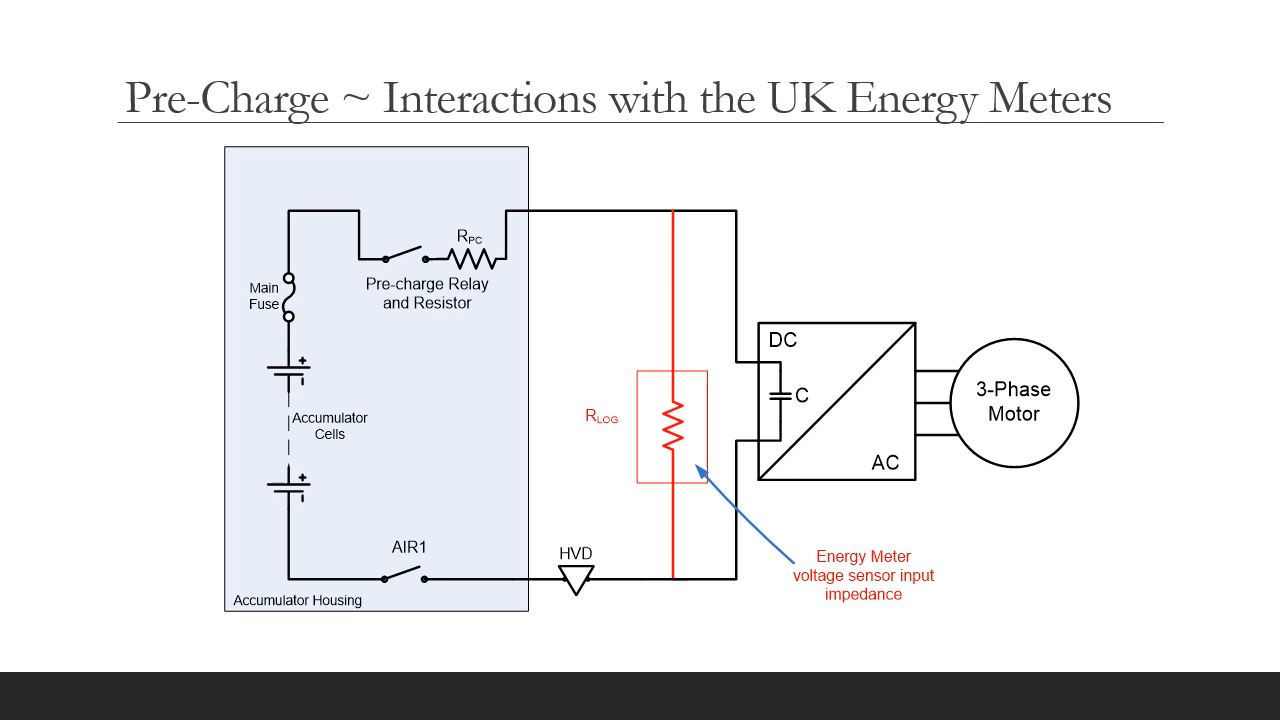 Pre-Charge ~ Interactions with the UK Energy Meters
RPC
Pre-charge Relay
and Resistor
Main
Fuse
+
-
Accumulator
Cells
+
-
AIR1
Accumulator Housing
HVD
RLOG
DC
C
AC
3-Phase
Motor
Energy Meter
voltage sensor input
impedance